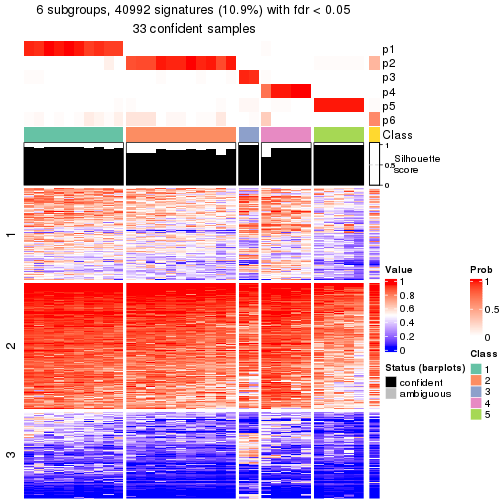 6 subgroups, 40992 signatures (10.9%) with fdr < 0.05
33 confident samples
p1
p2
p3
p4
p5
p6
Class
1
0.5
0
Silhouette
score
1
2
3
Value
1
0.8
0.6
0.4
0.2
0
Status (barplots)
confident
ambiguous
Prob
1
0.5
0
Class
1
2
3
4
5